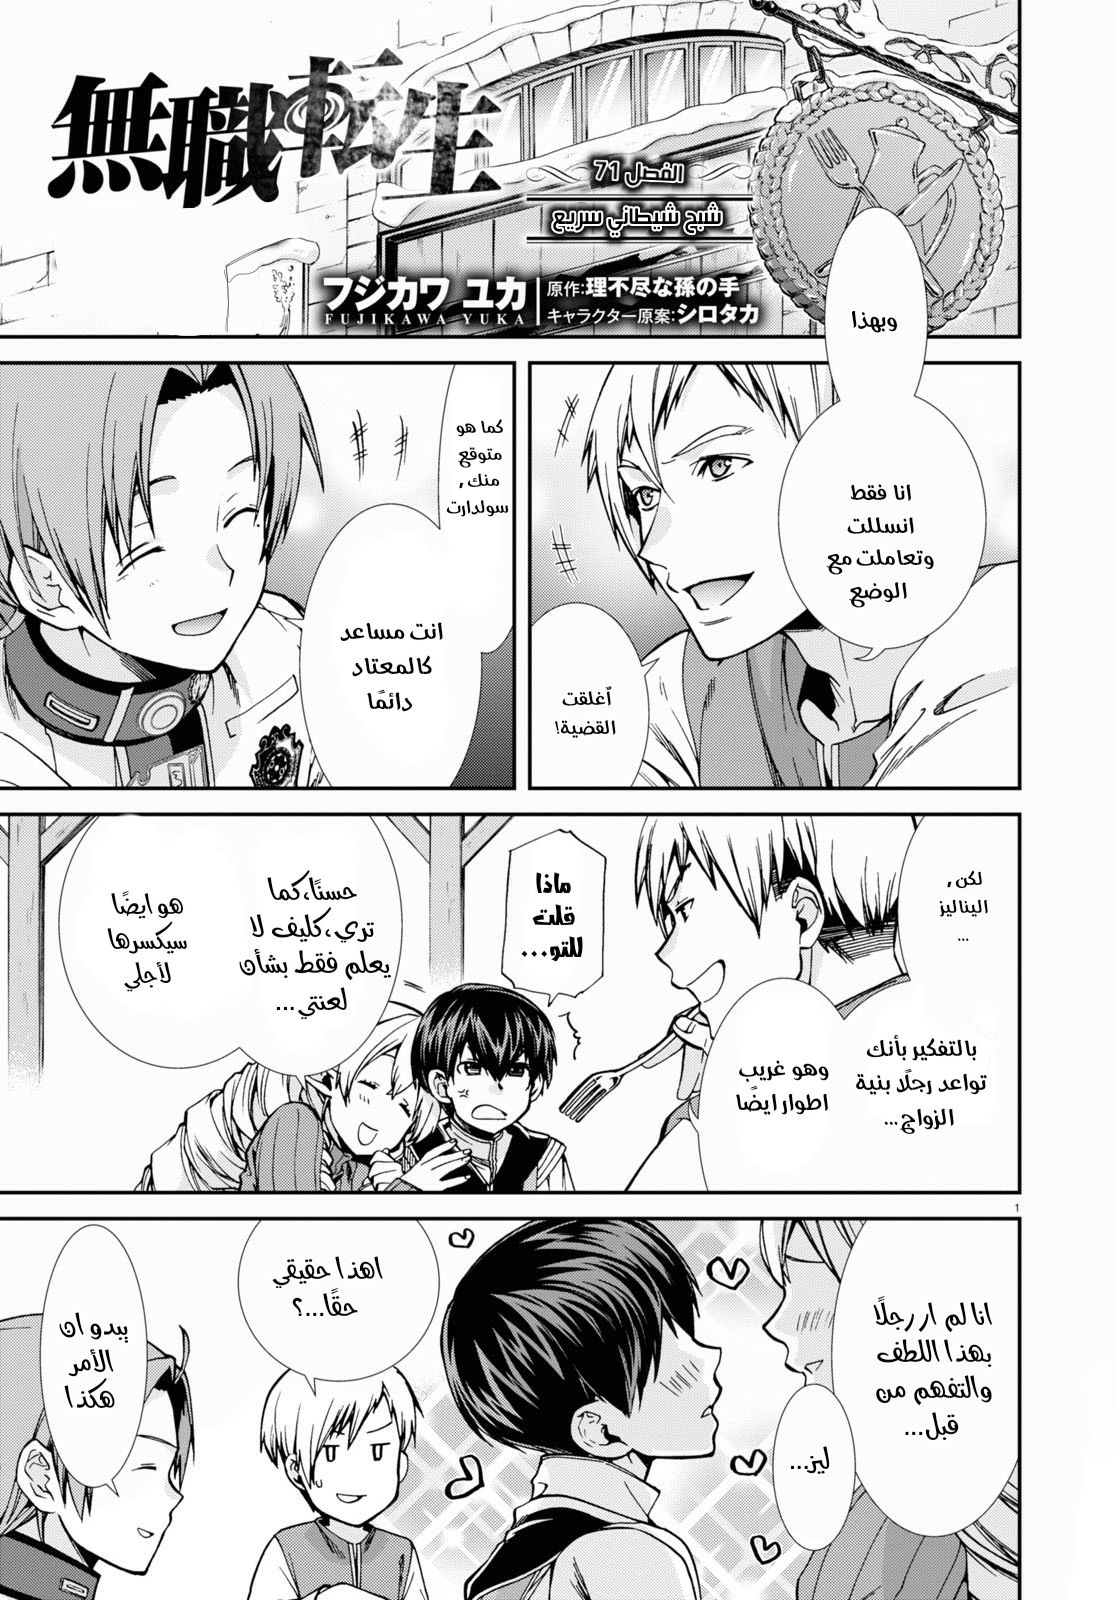 無職転生
الفصل 71
شبح شيطاني سريع
フジカワ ユカ
FUJIKAWA YUKA
原作:理不尽な孫の手
キャラクター原案:シロタカ
وبهذا
انا فقط
انسللت
وتعاملت مع
الوضع
اّغلقت
القضية!
كما هو
متوقع
منك ,
سولدارت
انت مساعد
كالمعتاد
دائمًا
لكن ,
اليناليز
...
بالتفكير بأنك
تواعد رجلًا بنية
الزواج...
وهو غريب
اطوار ايضًا
ماذا
قلت
للتو...
حسنًا،كما
تري،كليف لا
يعلم فقط بشأن
لعنتي...
هو ايضًا
سيكسرها
لأجلي
1
انا لم ار رجلًا
بهذا اللطف
والتفهم من
قبل...
ليز...
اهذا حقيقي
حقًا...؟
يبدو ان
الأمر
هكذا